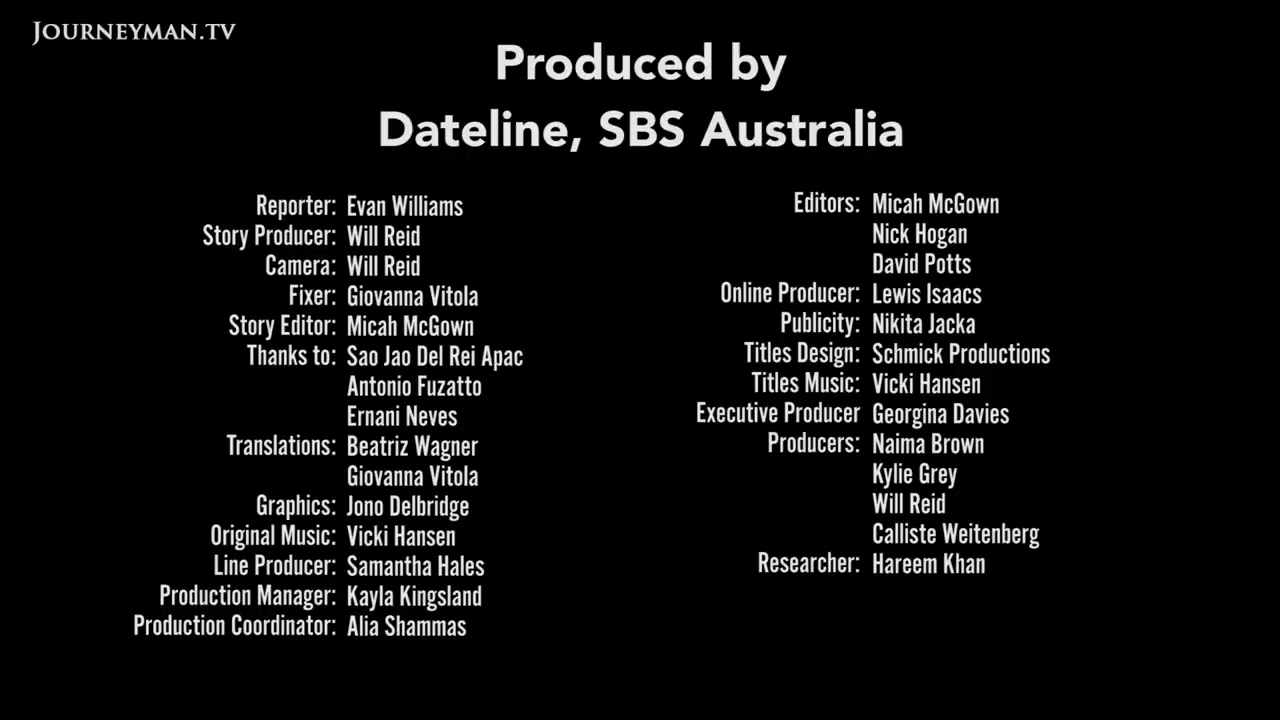 JOURNEYMAN.TV
Produced by
Dateline, SBS Australia
Reporter: Evan Williams
Story Producer: Will Reid
Camera: Will Reid
Fixer: Giovanna Vitola
Story Editor: Micah McGown
Thanks to: Sao Jao Del Rei Apac
Antonio Fuzatto
Ernani Neves
Translations: Beatriz Wagner
Giovanna Vitola
Graphics: Jono Delbridge
Original Music: Vicki Hansen
Line Producer: Samantha Hales
Production Manager: Kayla Kingsland
Production Coordinator: Alia Shammas
Editors: Micah McGown
Nick Hogan
David Potts
Online Producer: Lewis Isaacs
Publicity: Nikita Jacka
Titles Design: Schmick Productions
Titles Music: Vicki Hansen
Executive Producer Georgina Davies
Producers: Naima Brown
Kylie Grey
Will Reid
Calliste Weitenberg
Researcher: Hareem Khan